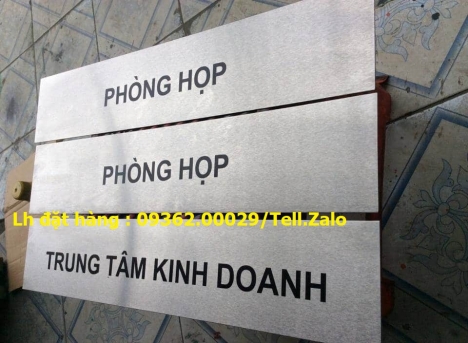 PHÒNG HỌP
PHÒNG HỌP
Lh đặt hàng : 09362.00029/Tell.Zalo
TRUNG TÂM KINH DOANH